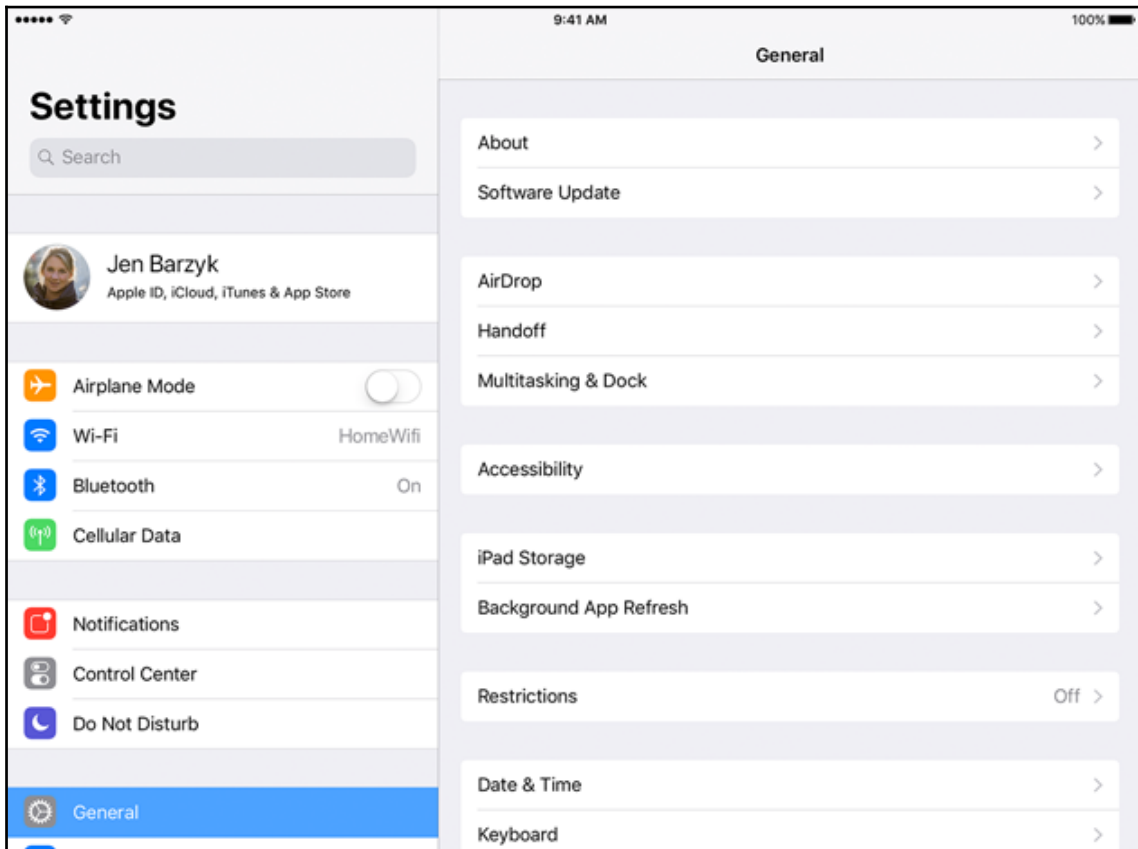 9:41 AM
100%
Settings
Search
Jen Barzyk
Apple ID, iCloud, iTunes & App Store
Airplane Mode
Wi-Fi HomeWifi
Bluetooth On
Cellular Data
Notifications
Control Center
Do Not Disturb
General
General
About
Software Update
AirDrop
Handoff
Multitasking & Dock
Accessibility
iPad Storage
Background App Refresh
Restrictions Off
Date & Time
Keyboard